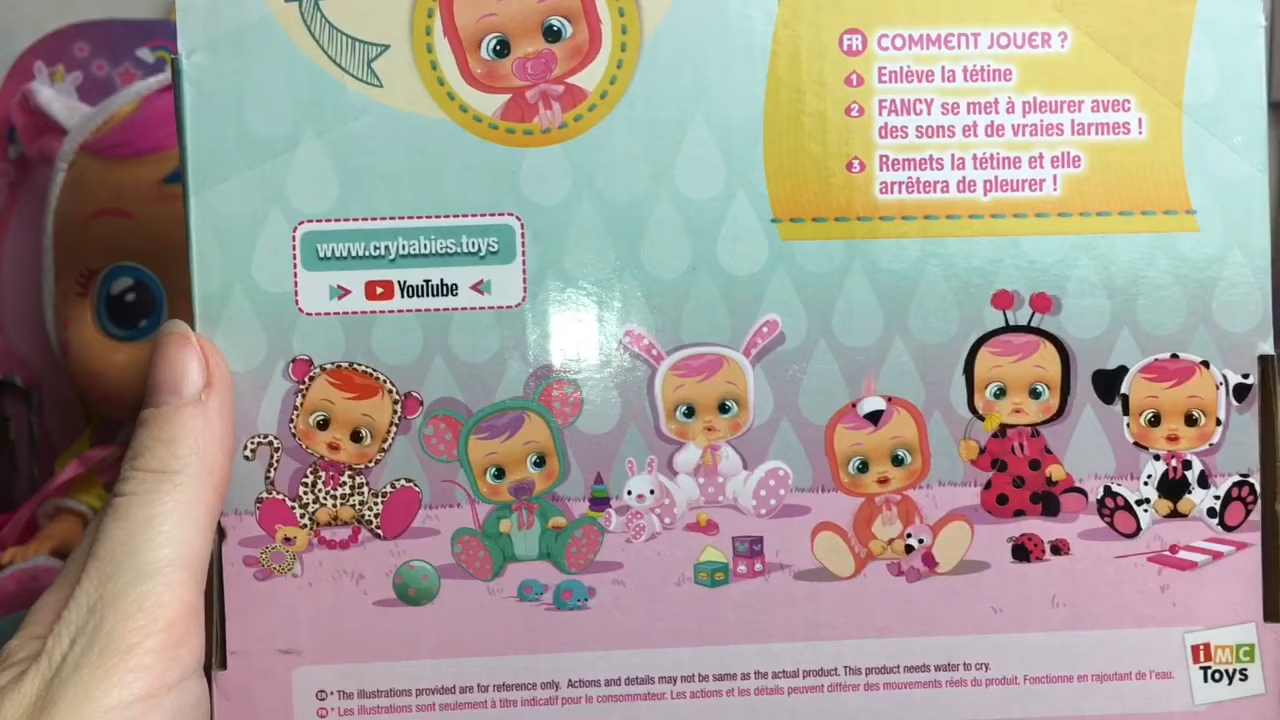 FR COMMENT JOUER ?
1 Enlève la tétine
2 FANCY se met à pleurer avec
des sons et de vraies larmes !
3 Remets la tétine et elle
arrêtera de pleurer !
www.crybabies.toys
YouTube
EN * The illustrations provided are for reference only. Actions and details may not be same as the actual product. This product needs water to cry.
FR * Les illustrations sont seulement à titre indicatif pour le consommateur. Les actions et les détails peuvent différer des mouvements réels du produit. Fonctionne en rajoutant de l'eau.
iMC
Toys